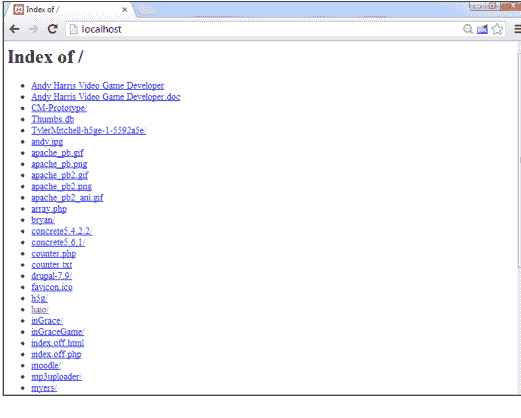 Index of /
localhost
Index of /
Andy Harris Video Game Developer
Andy Harris Video Game Developer.doc
CM-Prototype/
Thumbs.db
TylerMitchell-h5ge-1-5592a5e/
andy.jpg
apache_pb.gif
apache_pb.png
apache_pb2.gif
apache_pb2.png
apache_pb2_ani.gif
array.php
bryan/
concrete5.4.2.2/
concrete5.6.1/
counter.php
counter.txt
drupal-7.9/
favicon.ico
h5g/
haio/
inGrace/
inGraceGame/
index.off.html
index.off.php
moodle/
mp3uploader/
myers/